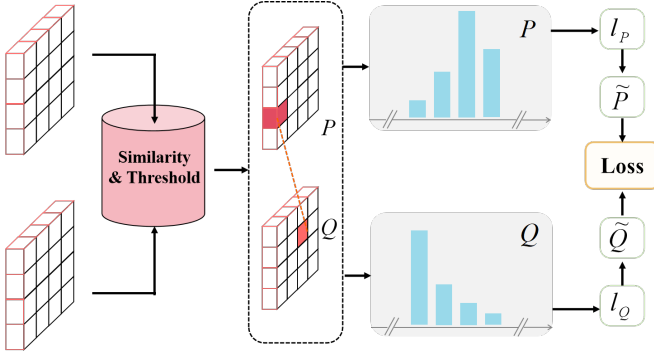 Similarity
& Threshold
P
Q
P
Q
l_P
P̃
Loss
Q̃
l_Q